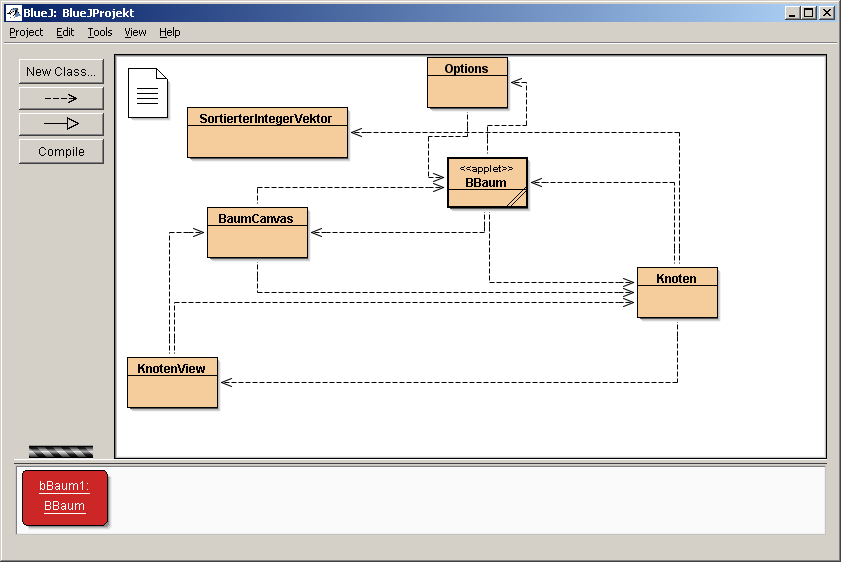 BlueJ: BlueJProjekt
Project Edit Tools View Help
New Class...
Compile
Options
SortierterIntegerVektor
<<applet>>
BBaum
BaumCanvas
Knoten
KnotenView
bBaum1:
BBaum